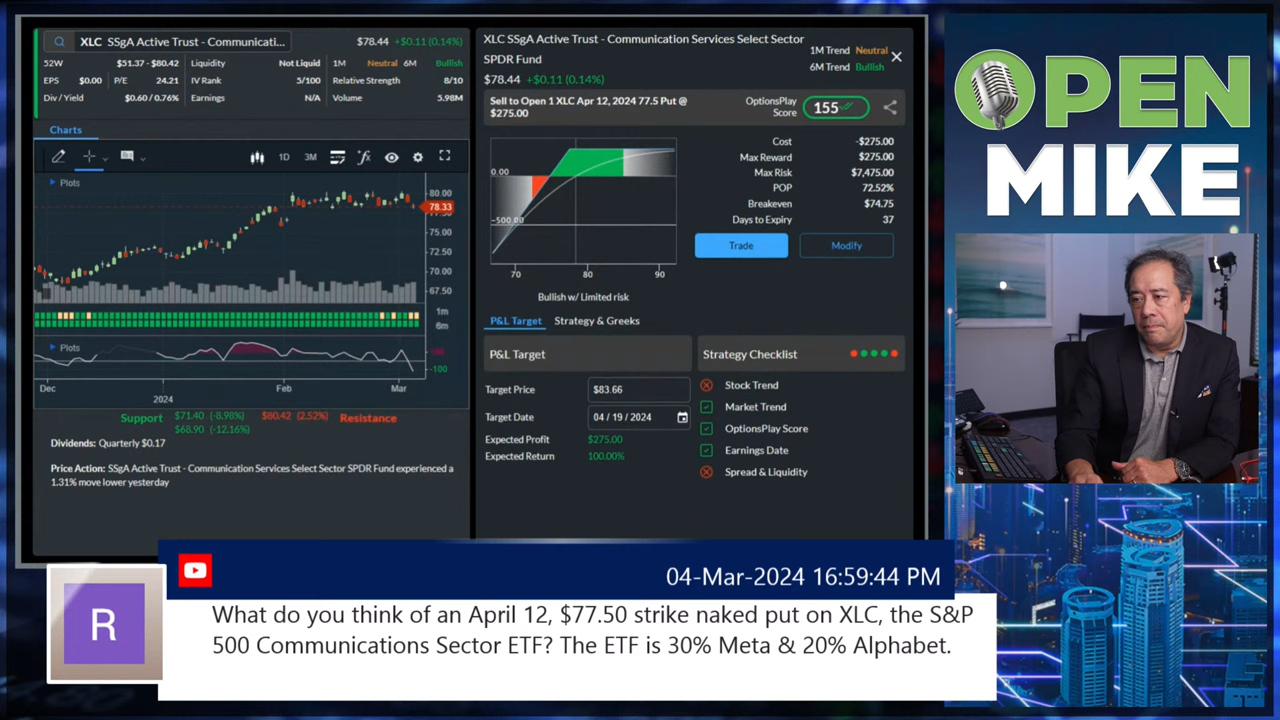 XLC SSgA Active Trust - Communicati...
$78.44 +$0.11 (0.14%)
52W $51.37 - $80.42 Liquidity Not Liquid 1M Neutral 6M Bullish
EPS $0.00 P/E 24.21 IV Rank 5/100 Relative Strength 8/10
Div / Yield $0.60 / 0.76% Earnings N/A Volume 5.98M
Charts
1D 3M
Plots
80.00
78.33
75.00
72.50
70.00
67.50
1m
6m
Plots
-100
Dec Feb Mar
2024
Support $71.40 (-8.98%) $80.42 (2.52%) Resistance
$68.90 (-12.16%)
Dividends: Quarterly $0.17
Price Action: SSgA Active Trust - Communication Services Select Sector SPDR Fund experienced a
1.31% move lower yesterday
XLC SSgA Active Trust - Communication Services Select Sector
SPDR Fund
$78.44 +$0.11 (0.14%)
1M Trend Neutral
6M Trend Bullish
Sell to Open 1 XLC Apr 12, 2024 77.5 Put @
$275.00
OptionsPlay
Score
155
0.00
-500.00
70 80 90
Bullish w/ Limited risk
Cost -$275.00
Max Reward $275.00
Max Risk $7,475.00
POP 72.52%
Breakeven $74.75
Days to Expiry 37
Trade Modify
P&L Target Strategy & Greeks
P&L Target
Target Price $83.66
Target Date 04 / 19 / 2024
Expected Profit $275.00
Expected Return 100.00%
Strategy Checklist
Stock Trend
Market Trend
OptionsPlay Score
Earnings Date
Spread & Liquidity
OPEN
MIKE
R
04-Mar-2024 16:59:44 PM
What do you think of an April 12, $77.50 strike naked put on XLC, the S&P
500 Communications Sector ETF? The ETF is 30% Meta & 20% Alphabet.